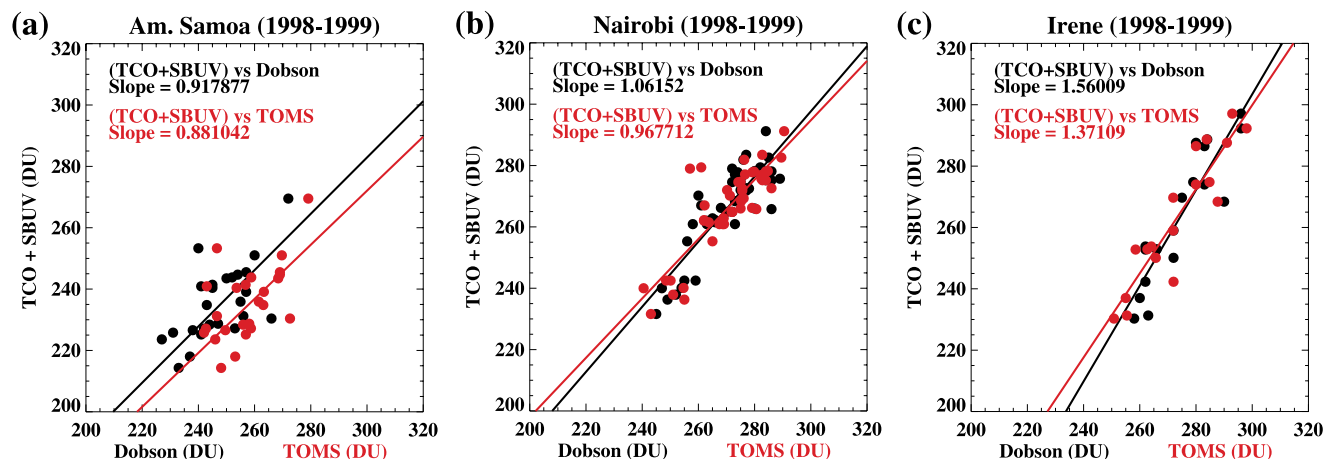 (a) Am. Samoa (1998-1999)
(TCO+SBUV) vs Dobson
Slope = 0.917877
(TCO+SBUV) vs TOMS
Slope = 0.881042
TCO + SBUV (DU)
320
300
280
260
240
220
200
200 220 240 260 280 300 320
Dobson (DU) TOMS (DU)
(b) Nairobi (1998-1999)
(TCO+SBUV) vs Dobson
Slope = 1.06152
(TCO+SBUV) vs TOMS
Slope = 0.967712
TCO + SBUV (DU)
320
300
280
260
240
220
200
200 220 240 260 280 300 320
Dobson (DU) TOMS (DU)
(c) Irene (1998-1999)
(TCO+SBUV) vs Dobson
Slope = 1.56009
(TCO+SBUV) vs TOMS
Slope = 1.37109
TCO + SBUV (DU)
320
300
280
260
240
220
200
200 220 240 260 280 300 320
Dobson (DU) TOMS (DU)